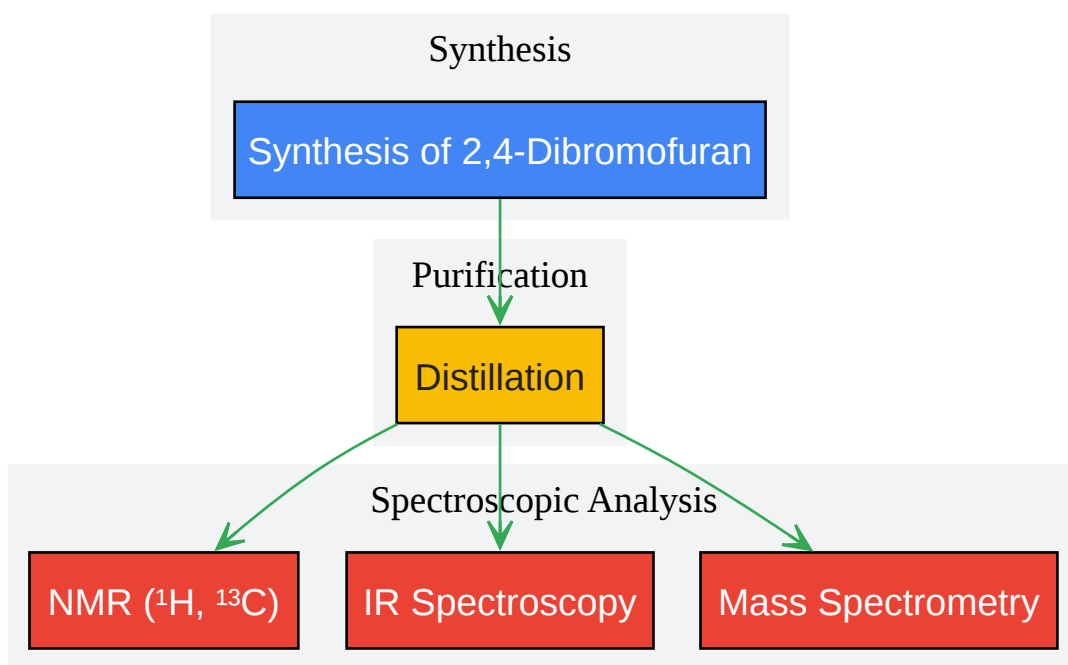 Synthesis
Synthesis of 2,4-Dibromofuran
Purification
Distillation
Spectroscopic Analysis
NMR (¹H, ¹³C)
IR Spectroscopy
Mass Spectrometry